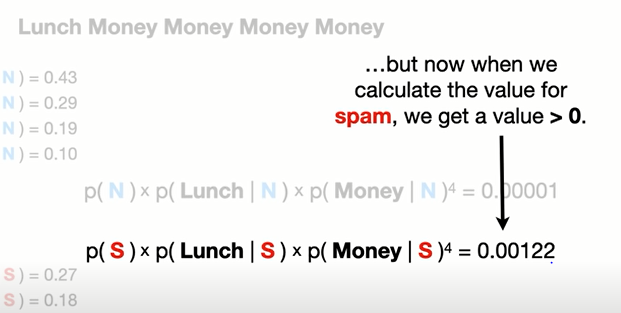 Lunch Money Money Money Money
N ) = 0.43
N ) = 0.29
N ) = 0.19
N ) = 0.10
…but now when we
calculate the value for
spam, we get a value > 0.
p( N ) x p( Lunch | N ) x p( Money | N )⁴ = 0.00001
p( S ) x p( Lunch | S ) x p( Money | S )⁴ = 0.00122
S ) = 0.27
S ) = 0.18